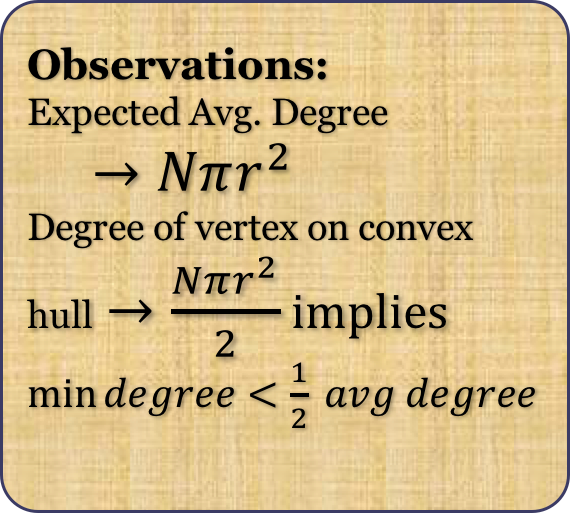 Observations:
Expected Avg. Degree
→ Nπr²
Degree of vertex on convex
hull → Nπr²/2 implies
min degree < 1/2 avg degree